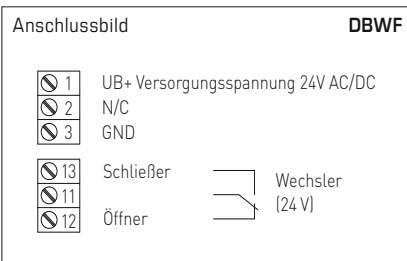 Anschlussbild DBWF
1 UB+ Versorgungsspannung 24V AC/DC
2 N/C
3 GND
13 Schließer
11
12 Öffner
Wechsler
(24 V)